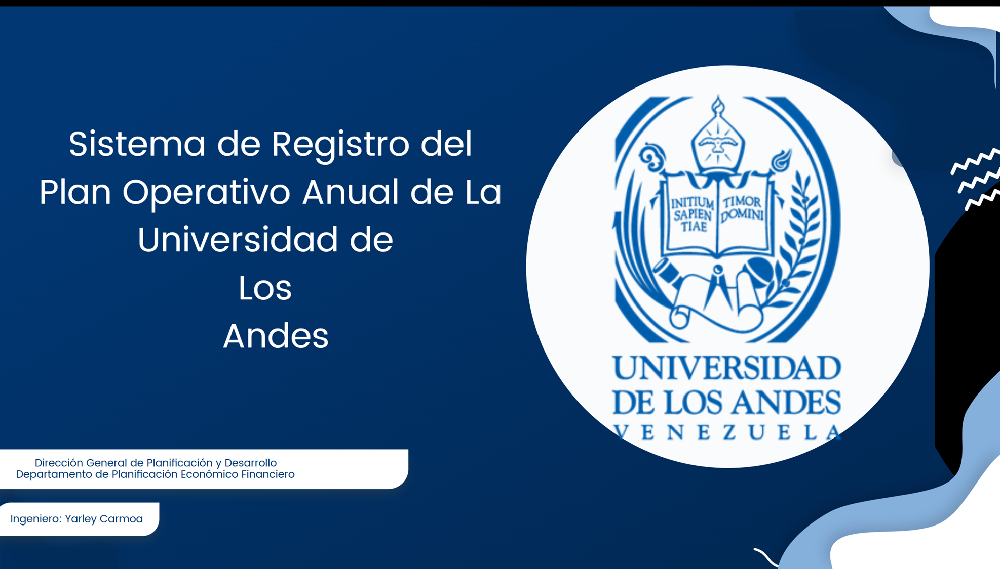 Sistema de Registro del
Plan Operativo Anual de La
Universidad de
Los
Andes
INITIUM
SAPIEN
TIAE
TIMOR
DOMINI
UNIVERSIDAD
DE LOS ANDES
VENEZUELA
Dirección General de Planificación y Desarrollo
Departamento de Planificación Económico Financiero
Ingeniero: Yarley Carmoa